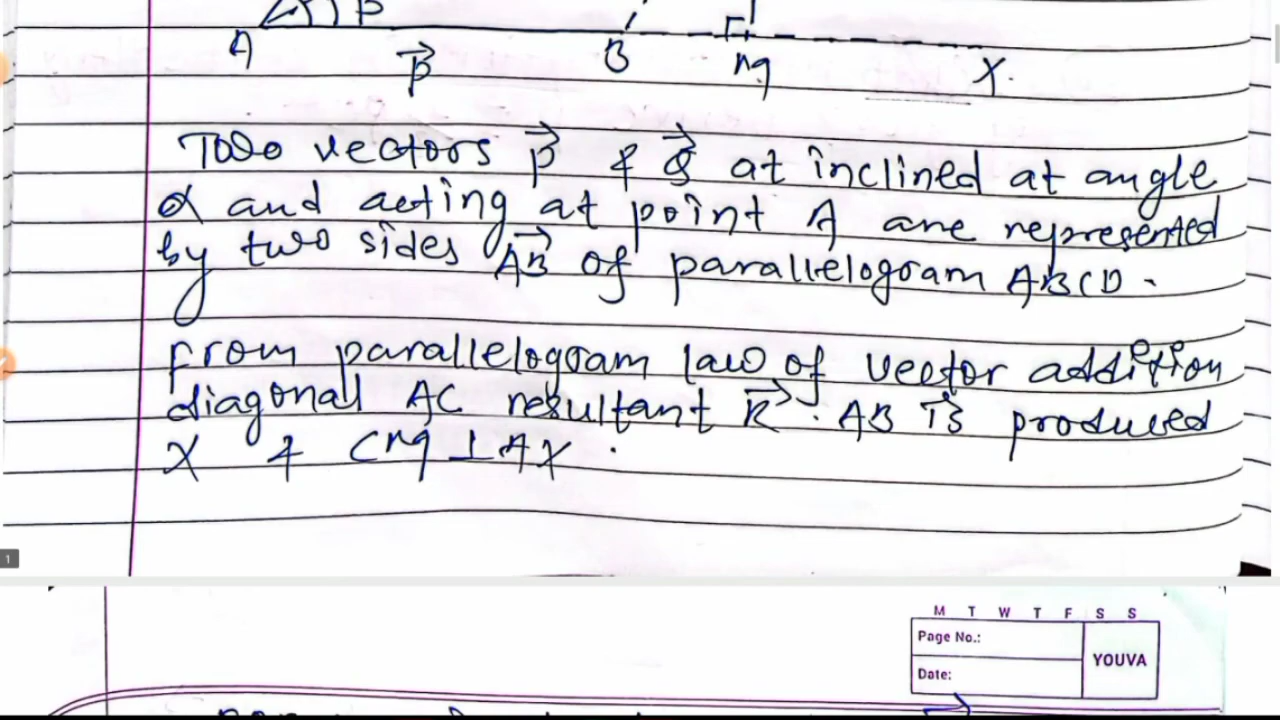 A B M X.
P⃗
Two vectors P⃗ & Q⃗ at inclined at angle
α and acting at point A are represented
by two sides AB⃗ of parallelogram ABCD.
From parallelogram law of vector addition
diagonal AC resultant R⃗. AB is produced
X & CM ⊥ AX.
1
M T W T F S S
Page No.:
Date:
YOUVA